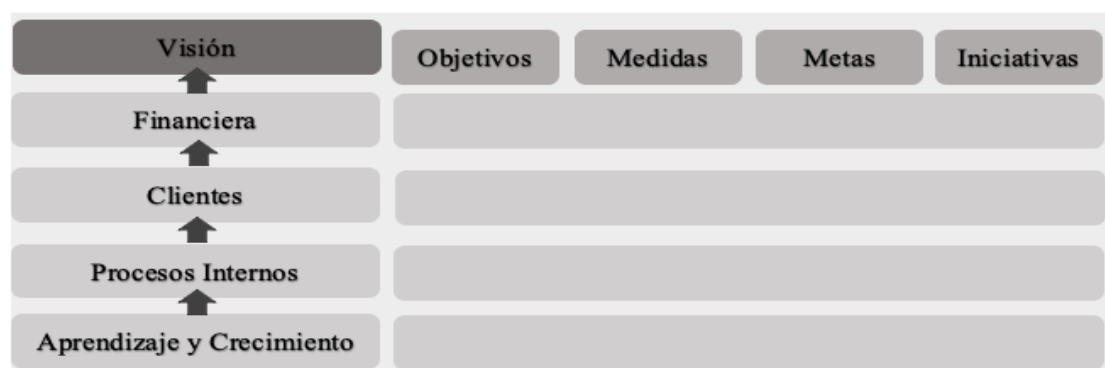 Visión
Objetivos
Medidas
Metas
Iniciativas
Financiera
Clientes
Procesos Internos
Aprendizaje y Crecimiento